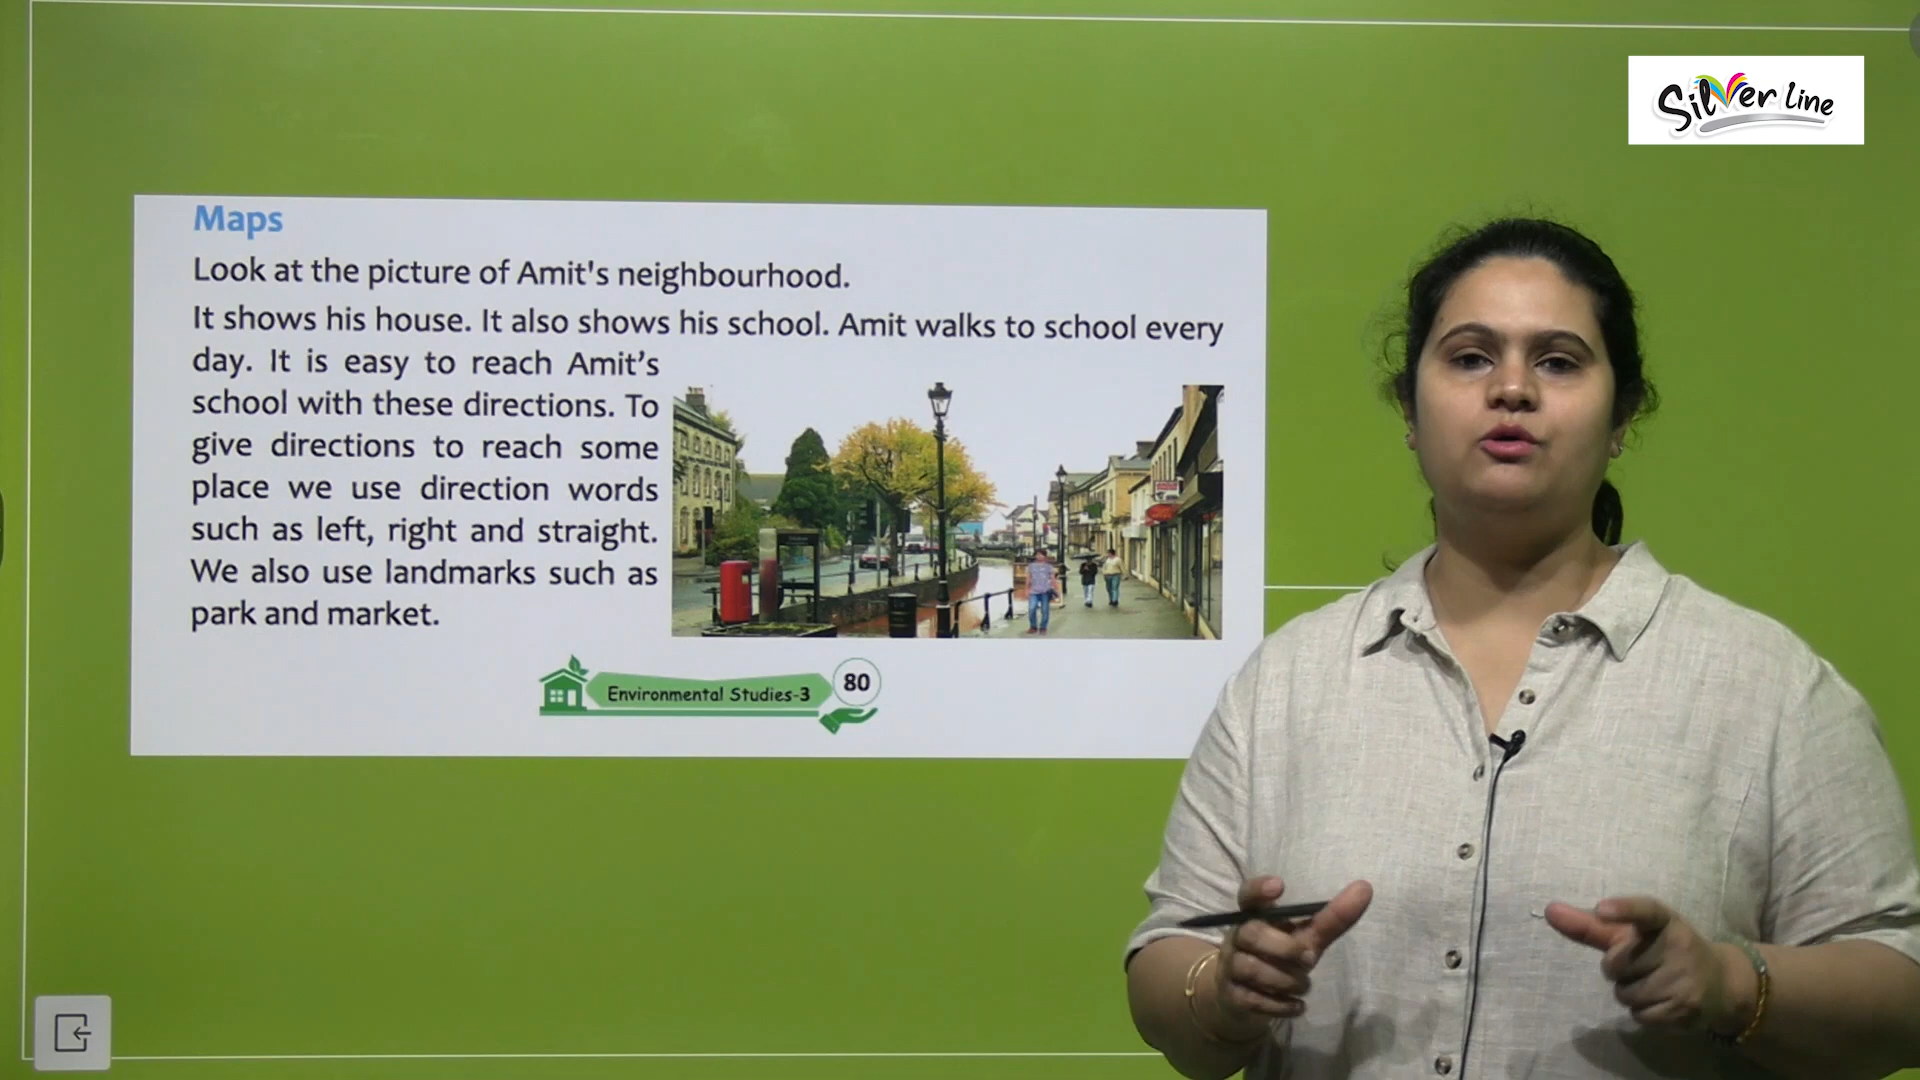 Silver line
Maps
Look at the picture of Amit's neighbourhood.
It shows his house. It also shows his school. Amit walks to school every
day. It is easy to reach Amit’s
school with these directions. To
give directions to reach some
place we use direction words
such as left, right and straight.
We also use landmarks such as
park and market.
Environmental Studies-3
80